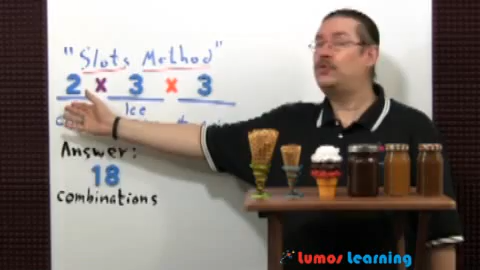 "Slots Method"
2 x 3 x 3
Ice
Answer:
18
combinations
Lumos Learning